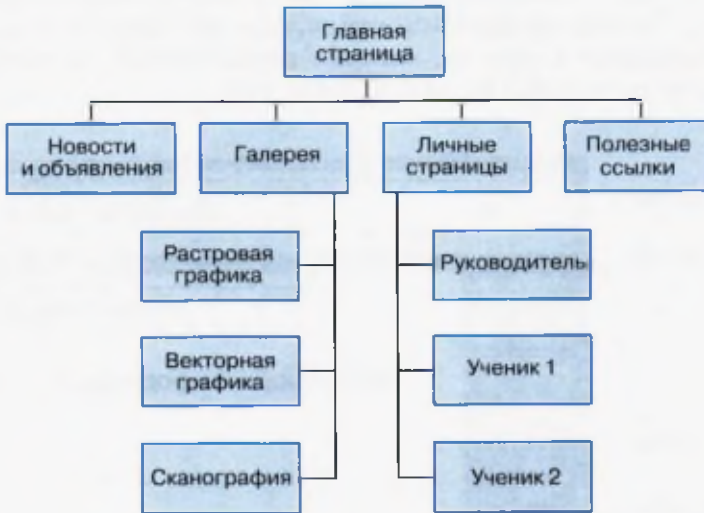 Главная
страница
Новости
и объявления
Галерея
Личные
страницы
Полезные
ссылки
Растровая
графика
Руководитель
Векторная
графика
Ученик 1
Сканография
Ученик 2